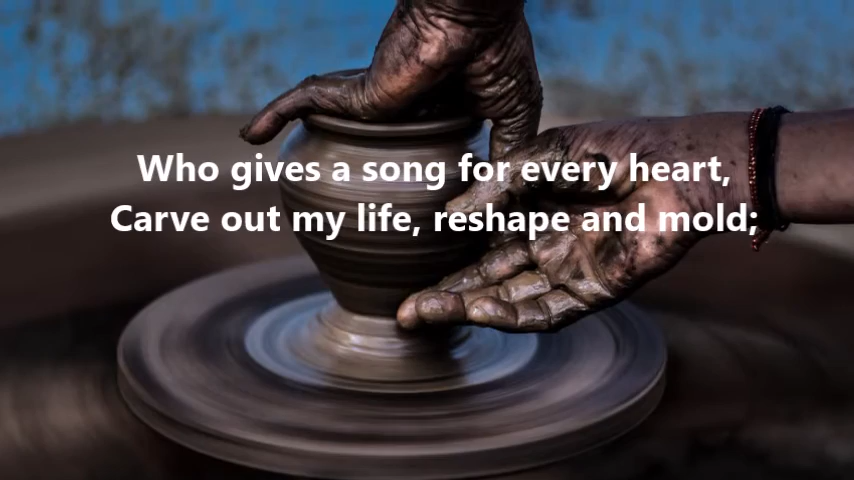 Who gives a song for every heart,
Carve out my life, reshape and mold;